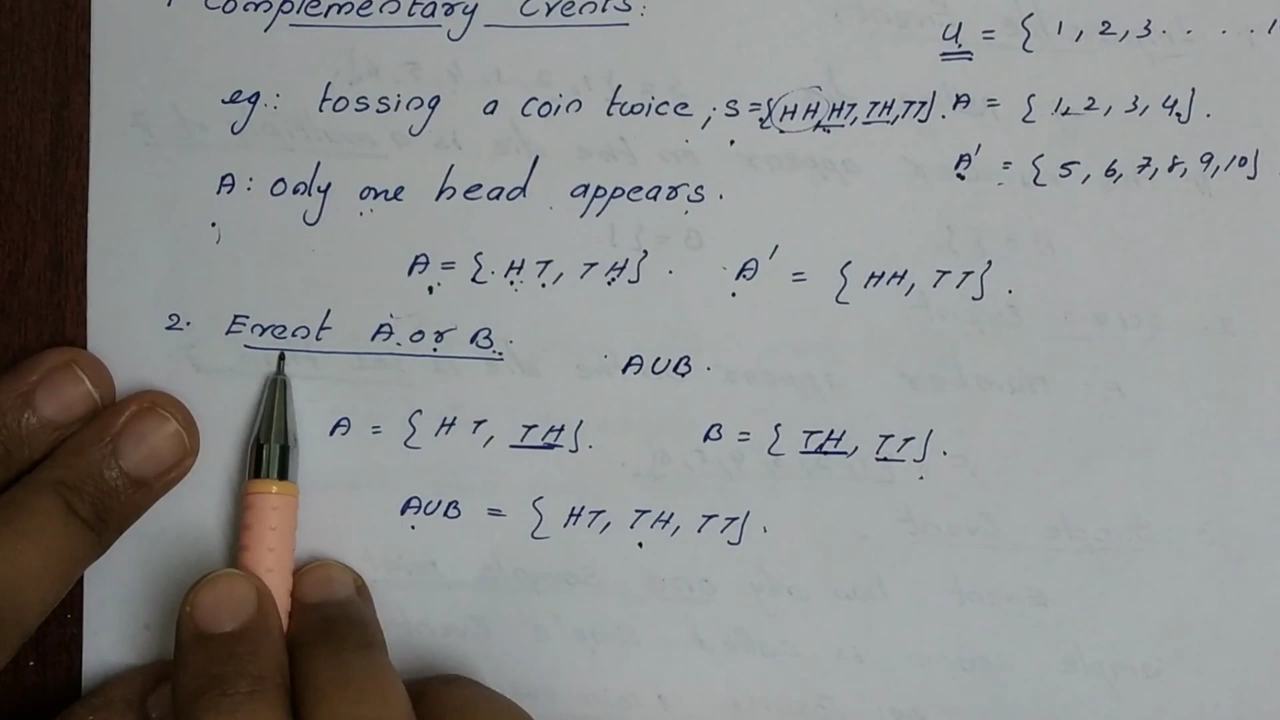 Complementary Events:
U = { 1, 2, 3 . . . . 1
eg.: tossing a coin twice ; S={HH, HT, TH, TT}. A = { 1, 2, 3, 4}.
A' = { 5, 6, 7, 8, 9, 10}
A: Only one head appears.
A = { HT, TH}. A' = { HH, TT}.
2. Event A or B.
AUB.
A = { HT, TH}. B = { TH, TT}.
AUB = { HT, TH, TT}.